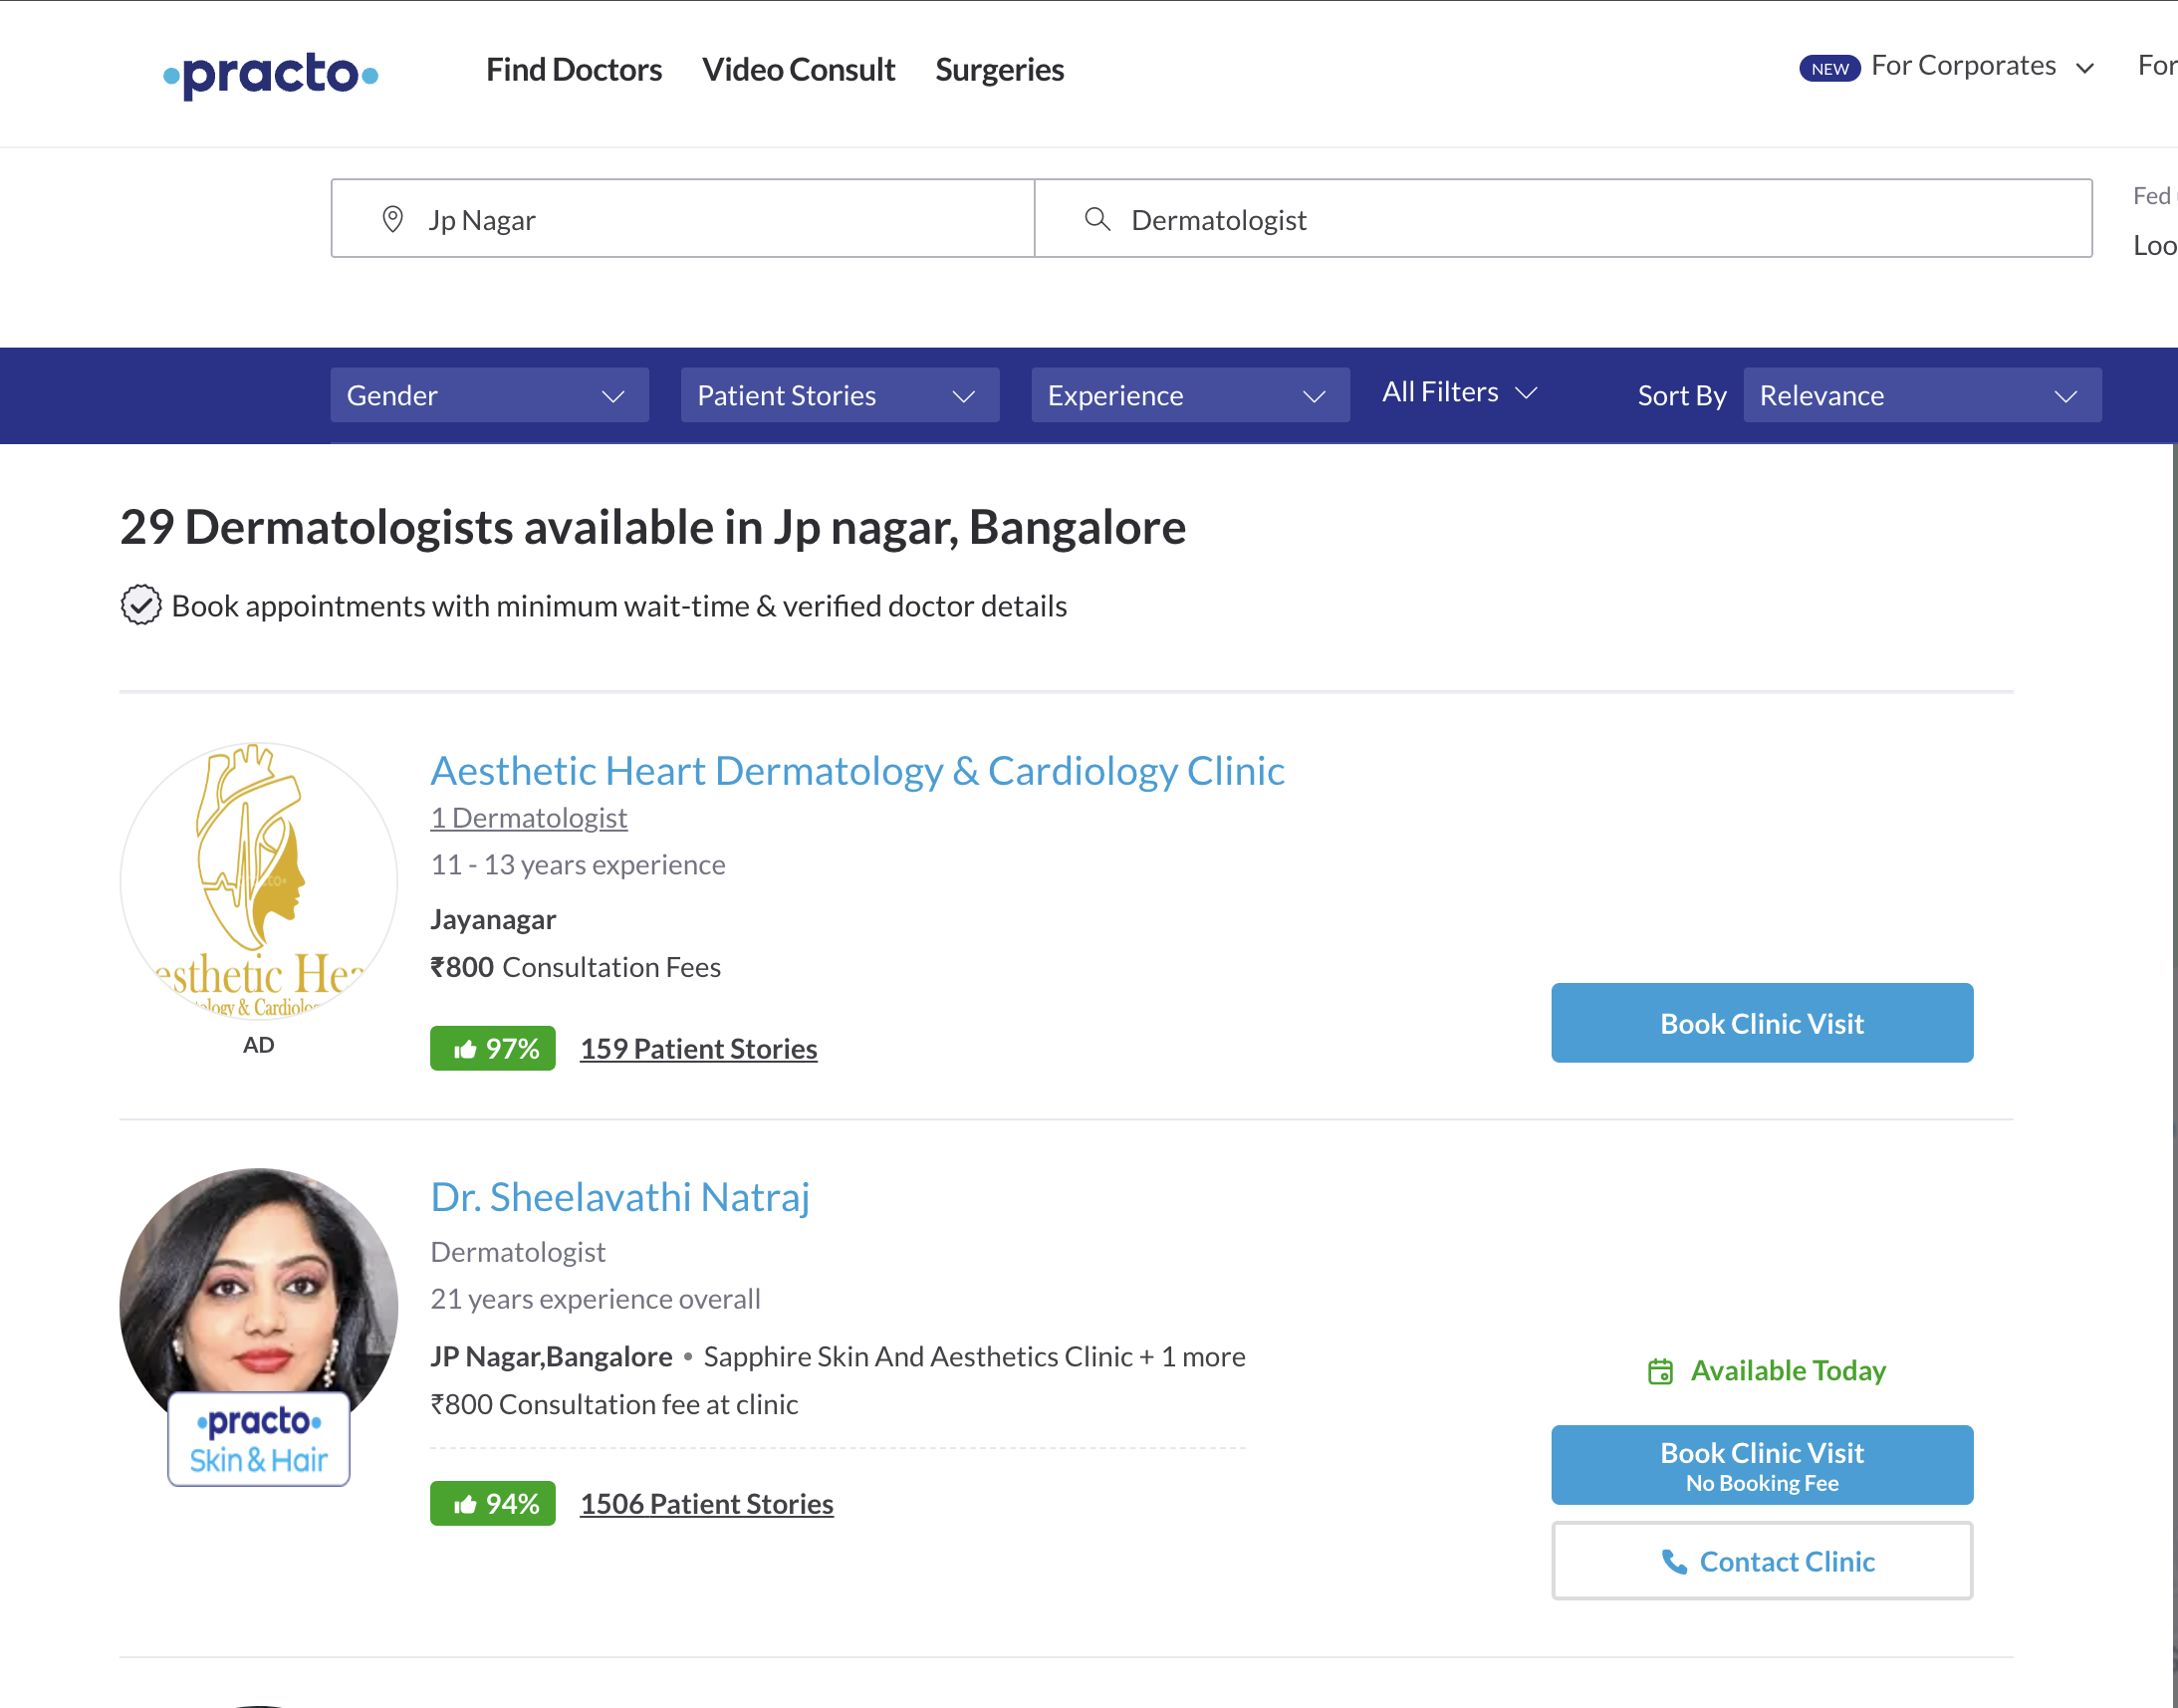 practo
Find Doctors Video Consult Surgeries
NEW For Corporates For
Jp Nagar
Dermatologist
Fed
Loo
Gender
Patient Stories
Experience
All Filters
Sort By Relevance
29 Dermatologists available in Jp nagar, Bangalore
Book appointments with minimum wait-time & verified doctor details
esthetic Hea
ology & Cardiolo
AD
Aesthetic Heart Dermatology & Cardiology Clinic
1 Dermatologist
11 - 13 years experience
Jayanagar
₹800 Consultation Fees
97% 159 Patient Stories
Book Clinic Visit
practo
Skin & Hair
Dr. Sheelavathi Natraj
Dermatologist
21 years experience overall
JP Nagar,Bangalore • Sapphire Skin And Aesthetics Clinic + 1 more
₹800 Consultation fee at clinic
94% 1506 Patient Stories
Available Today
Book Clinic Visit
No Booking Fee
Contact Clinic